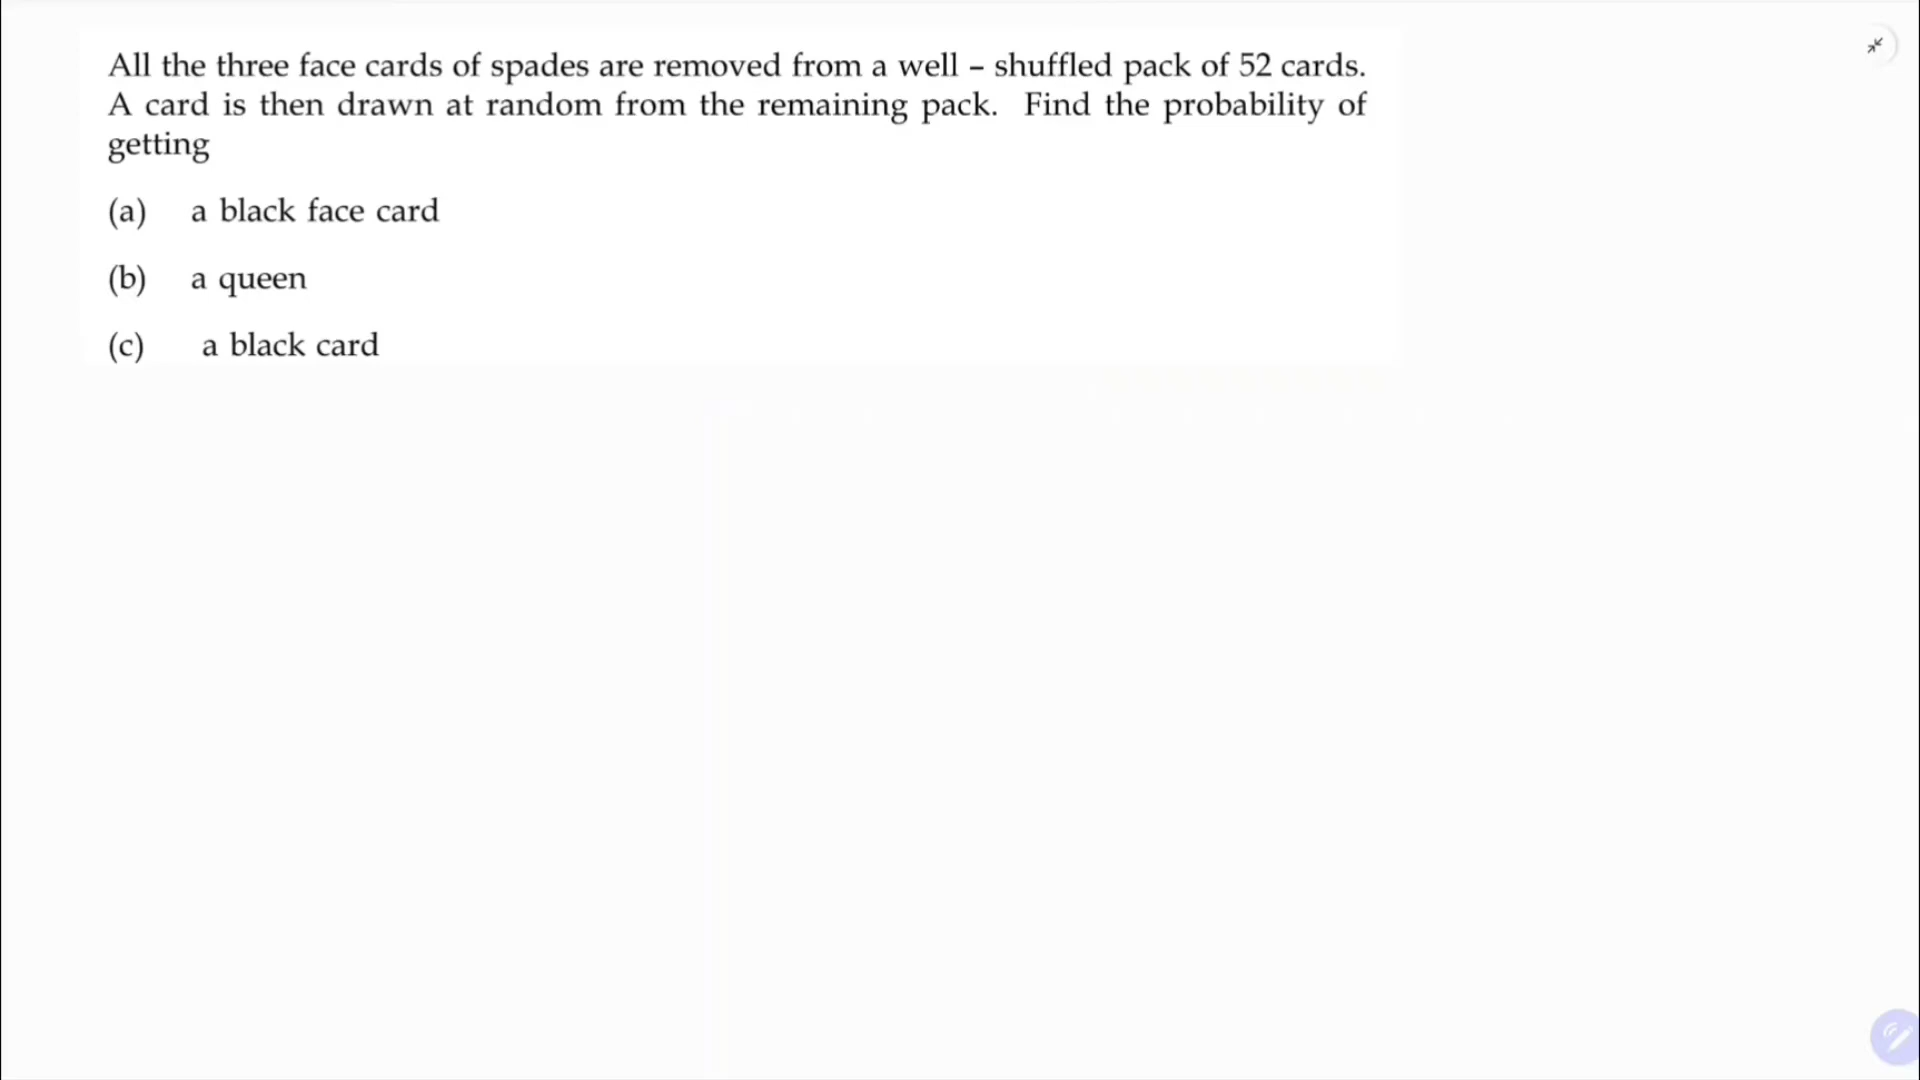 All the three face cards of spades are removed from a well – shuffled pack of 52 cards.
A card is then drawn at random from the remaining pack. Find the probability of
getting
(a) a black face card
(b) a queen
(c) a black card